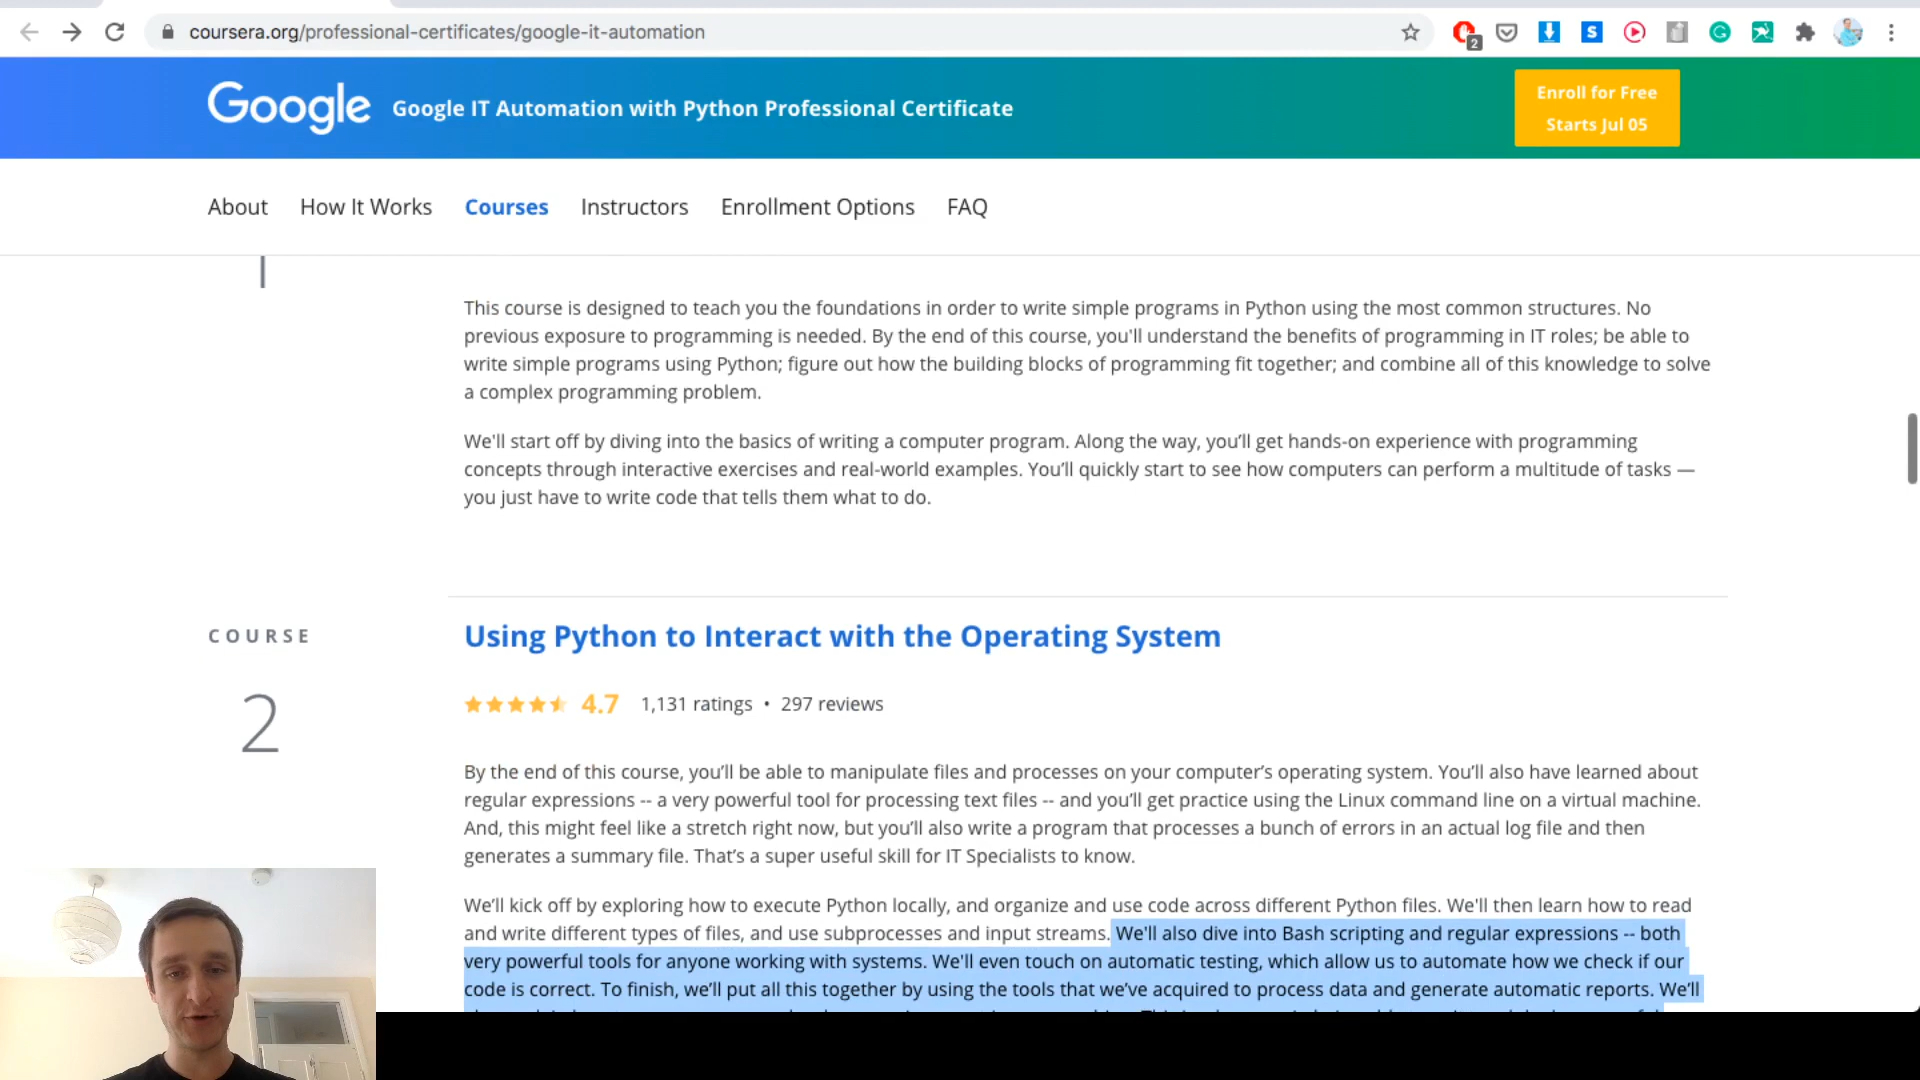 coursera.org/professional-certificates/google-it-automation
2
S
G
Google
Google IT Automation with Python Professional Certificate
Enroll for Free
Starts Jul 05
About
How It Works
Courses
Instructors
Enrollment Options
FAQ
This course is designed to teach you the foundations in order to write simple programs in Python using the most common structures. No
previous exposure to programming is needed. By the end of this course, you'll understand the benefits of programming in IT roles; be able to
write simple programs using Python; figure out how the building blocks of programming fit together; and combine all of this knowledge to solve
a complex programming problem.
We'll start off by diving into the basics of writing a computer program. Along the way, you’ll get hands-on experience with programming
concepts through interactive exercises and real-world examples. You’ll quickly start to see how computers can perform a multitude of tasks —
you just have to write code that tells them what to do.
COURSE
2
Using Python to Interact with the Operating System
4.7
1,131 ratings • 297 reviews
By the end of this course, you’ll be able to manipulate files and processes on your computer’s operating system. You’ll also have learned about
regular expressions -- a very powerful tool for processing text files -- and you’ll get practice using the Linux command line on a virtual machine.
And, this might feel like a stretch right now, but you’ll also write a program that processes a bunch of errors in an actual log file and then
generates a summary file. That’s a super useful skill for IT Specialists to know.
We’ll kick off by exploring how to execute Python locally, and organize and use code across different Python files. We'll then learn how to read
and write different types of files, and use subprocesses and input streams. We'll also dive into Bash scripting and regular expressions -- both
very powerful tools for anyone working with systems. We'll even touch on automatic testing, which allow us to automate how we check if our
code is correct. To finish, we’ll put all this together by using the tools that we’ve acquired to process data and generate automatic reports. We’ll